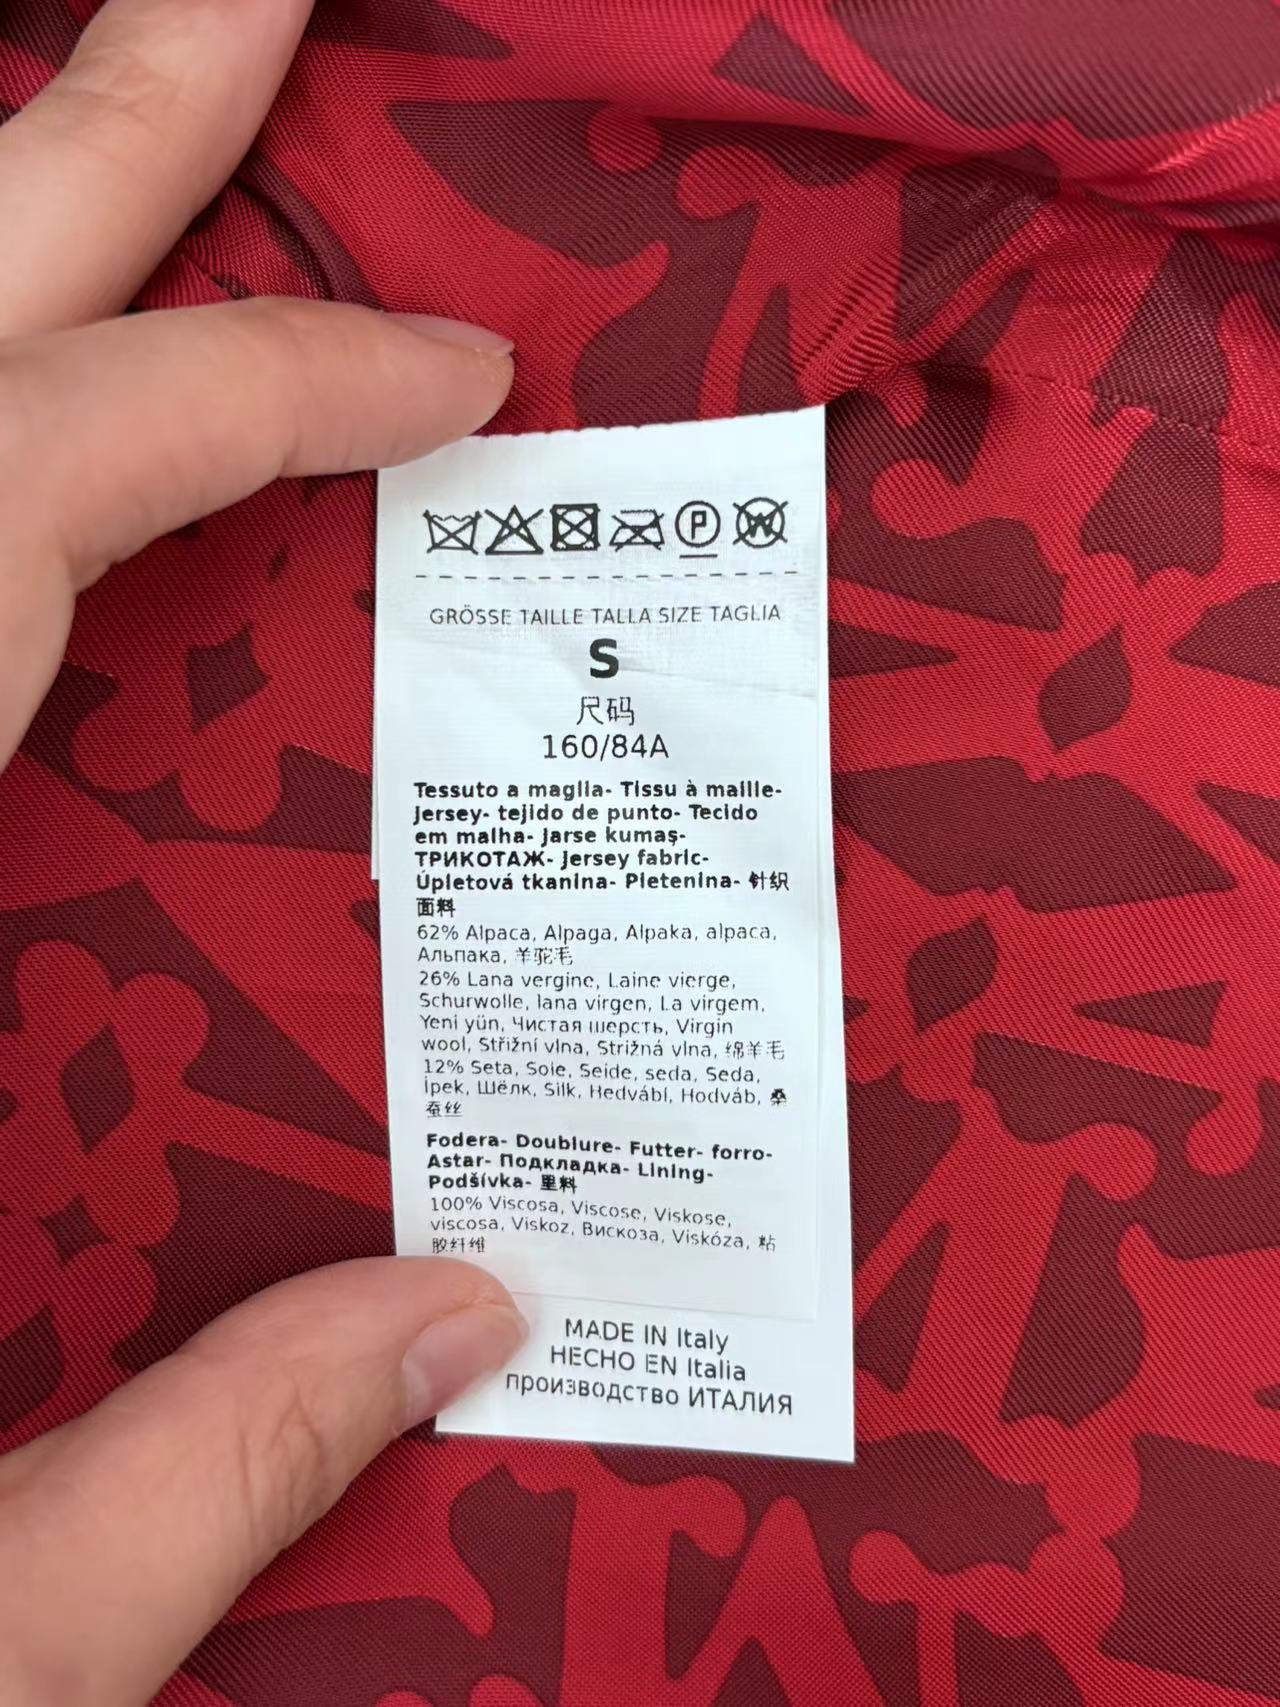 P W
GRÖSSE TAILLE TALLA SIZE TAGLIA
S
尺码
160/84A
Tessuto a maglia- Tissu à maille-
jersey- tejido de punto- Tecido
em malha- Jarse kumaş-
ТРИКОТАЖ- Jersey fabric-
Úpletová tkanina- Pletenina- 针织
面料
62% Alpaca, Alpaga, Alpaka, alpaca,
Альпака, 羊驼毛
26% Lana vergine, Laine vierge,
Schurwolle, lana virgen, La virgem,
Yeni yün, Чистая шерсть, Virgin
wool, Střižní vlna, Strižná vlna, 绵羊毛
12% Seta, Soie, Seide, seda, Seda,
İpek, Шёлк, Silk, Hedvábí, Hodváb, 桑
蚕丝
Fodera- Doublure- Futter- forro-
Astar- Подкладка- Lining-
Podšívka- 里料
100% Viscosa, Viscose, Viskose,
viscosa, Viskoz, Вискоза, Viskóza, 粘
胶纤维
MADE IN Italy
HECHO EN Italia
производство ИТАЛИЯ